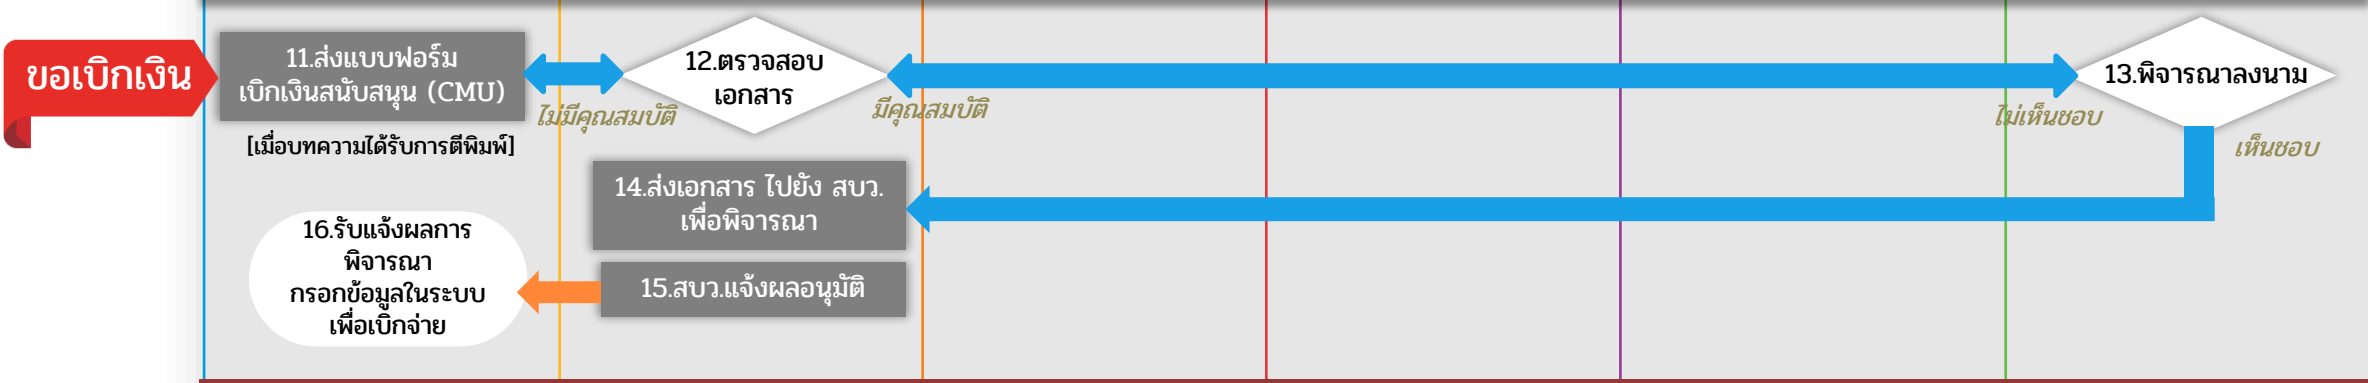 ขอเบิกเงิน
11.ส่งแบบฟอร์ม
เบิกเงินสนับสนุน (CMU)
[เมื่อบทความได้รับการตีพิมพ์]
ไม่มีคุณสมบัติ
12.ตรวจสอบ
เอกสาร
มีคุณสมบัติ
ไม่เห็นชอบ
13.พิจารณาลงนาม
เห็นชอบ
14.ส่งเอกสาร ไปยัง สบว.
เพื่อพิจารณา
15.สบว.แจ้งผลอนุมัติ
16.รับแจ้งผลการ
พิจารณา
กรอกข้อมูลในระบบ
เพื่อเบิกจ่าย